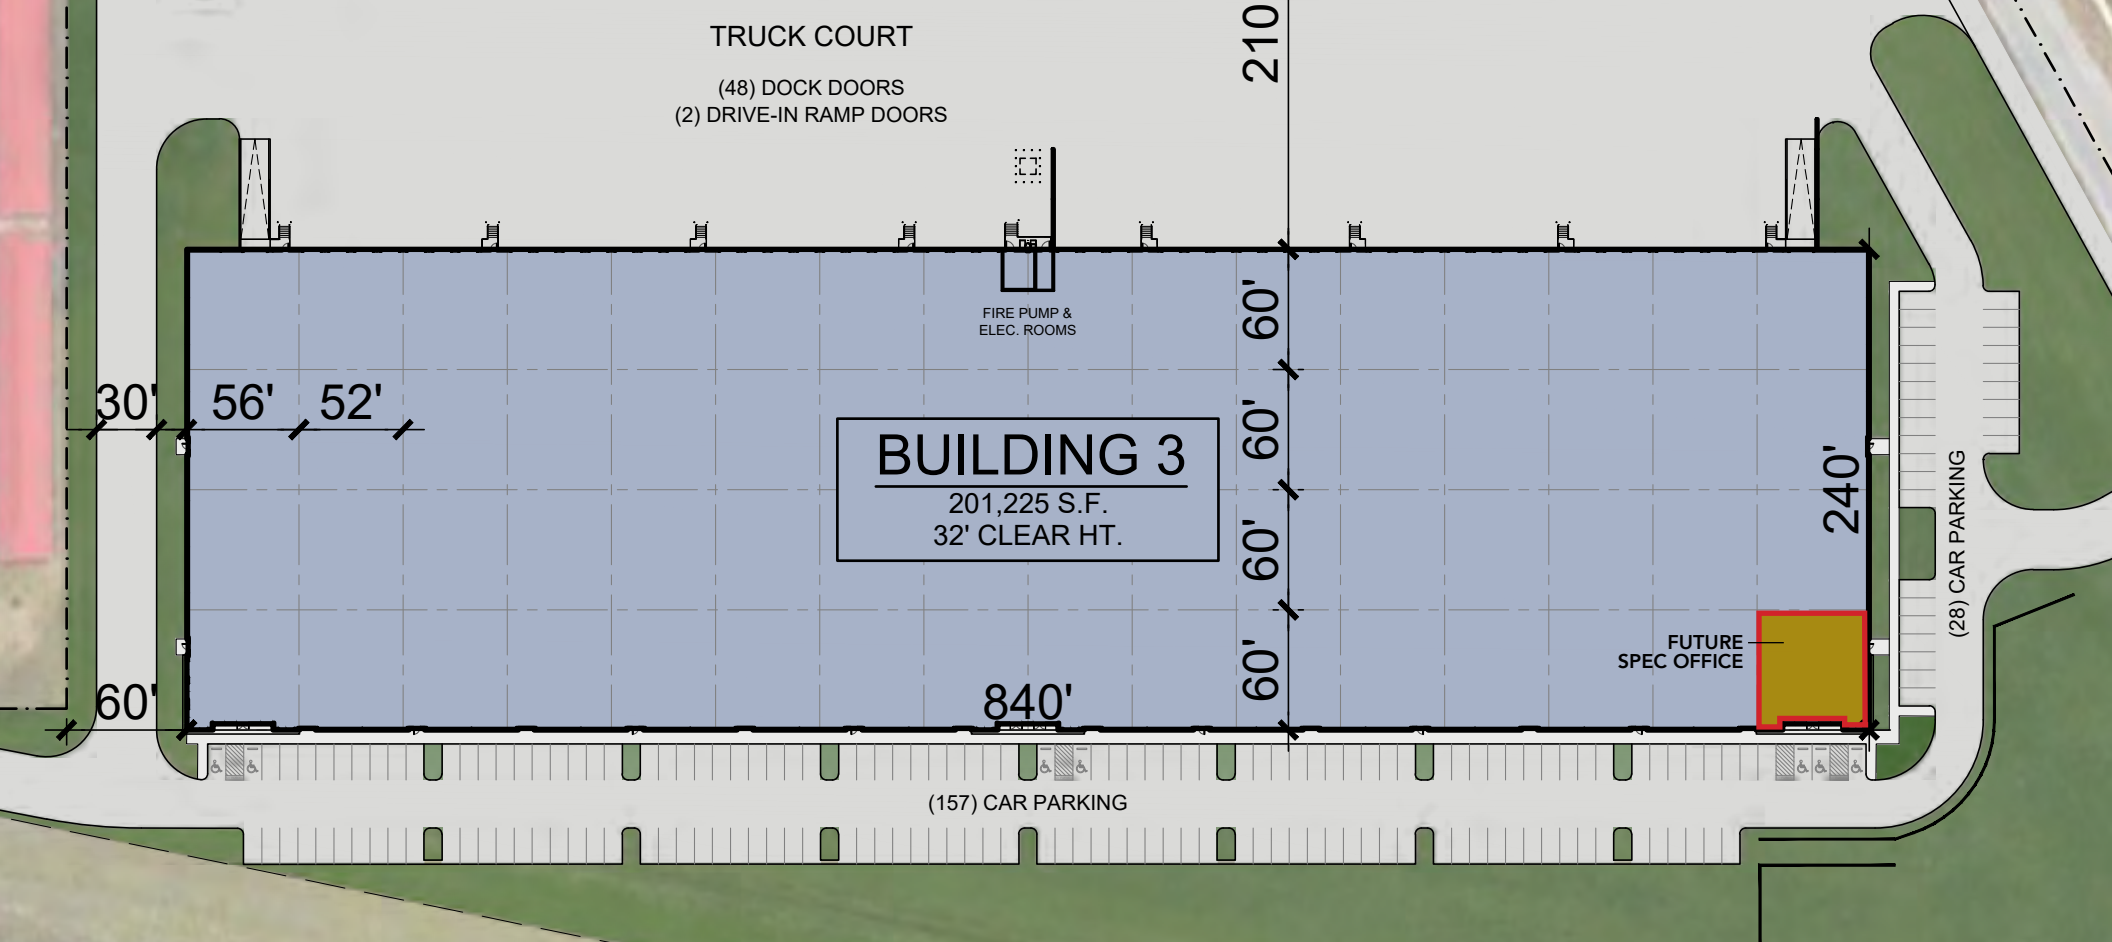 TRUCK COURT
(48) DOCK DOORS
(2) DRIVE-IN RAMP DOORS
210
60'
FIRE PUMP &
ELEC. ROOMS
30'
56'
52'
60'
BUILDING 3
201,225 S.F.
32' CLEAR HT.
240'
60'
(28) CAR PARKING
FUTURE
SPEC OFFICE
60'
60'
840'
(157) CAR PARKING